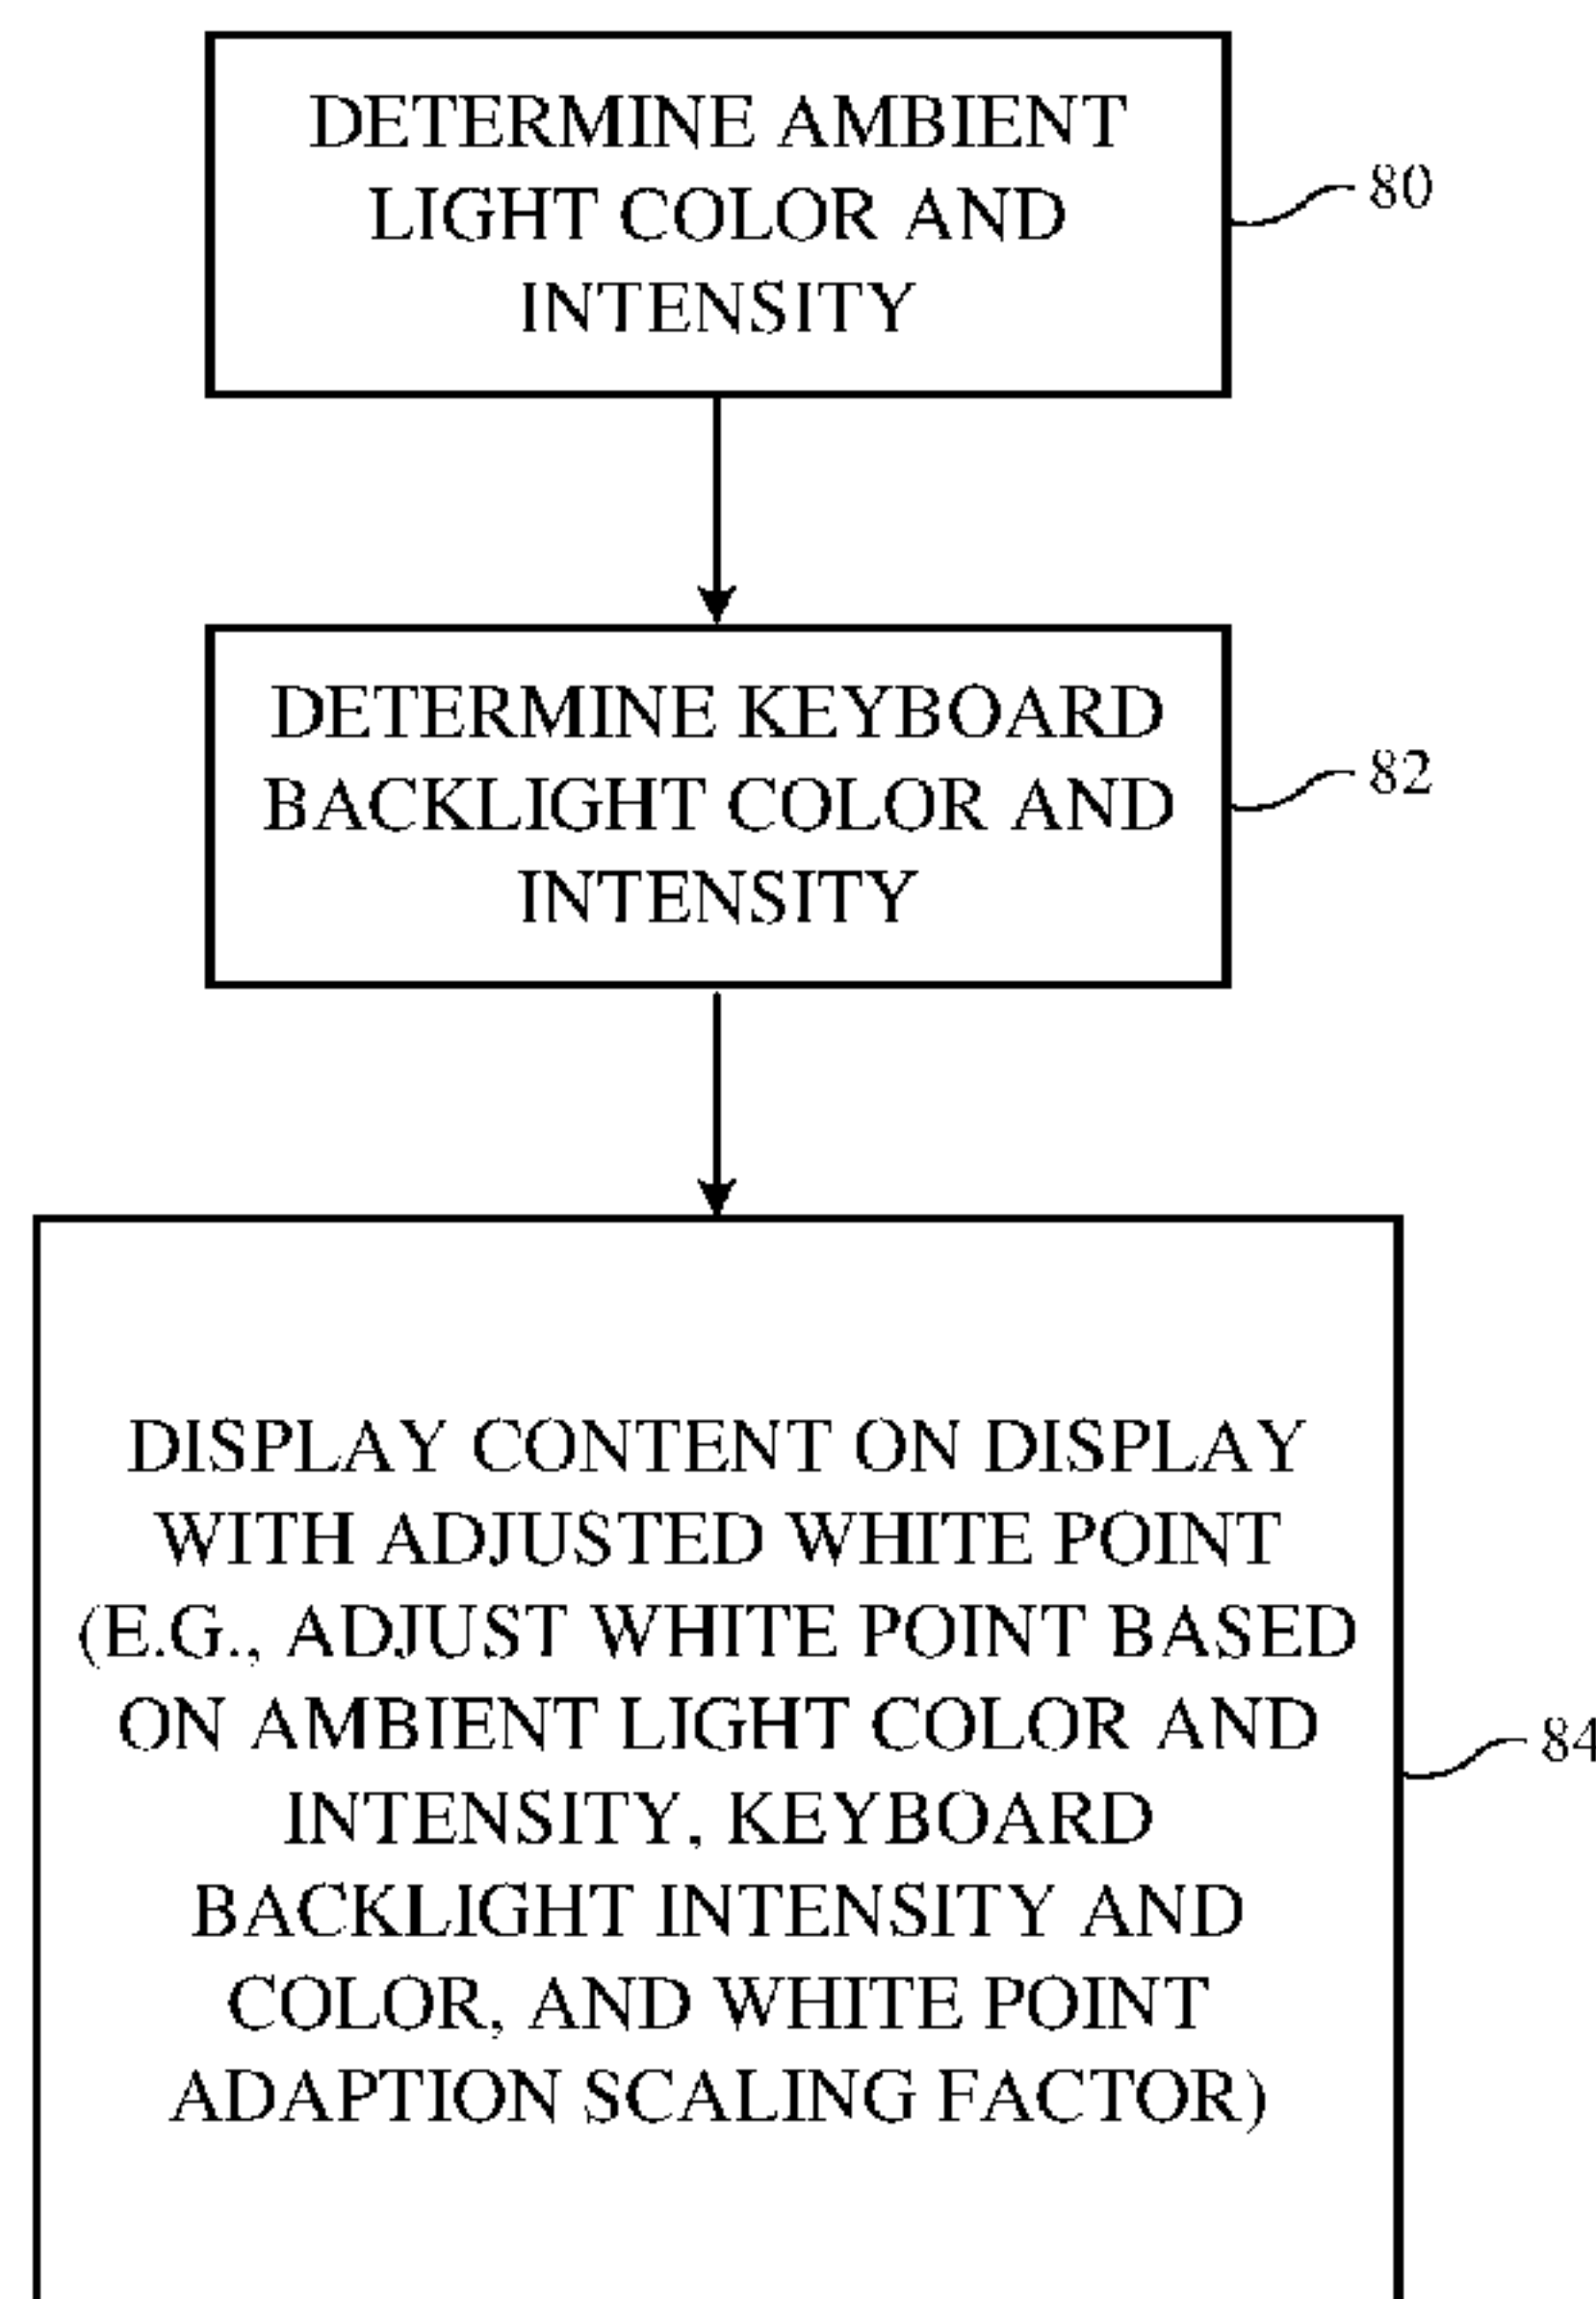 DETERMINE AMBIENT
LIGHT COLOR AND
INTENSITY
80
DETERMINE KEYBOARD
BACKLIGHT COLOR AND
INTENSITY
82
DISPLAY CONTENT ON DISPLAY
WITH ADJUSTED WHITE POINT
(E.G., ADJUST WHITE POINT BASED
ON AMBIENT LIGHT COLOR AND
INTENSITY, KEYBOARD
BACKLIGHT INTENSITY AND
COLOR, AND WHITE POINT
ADAPTION SCALING FACTOR)
84